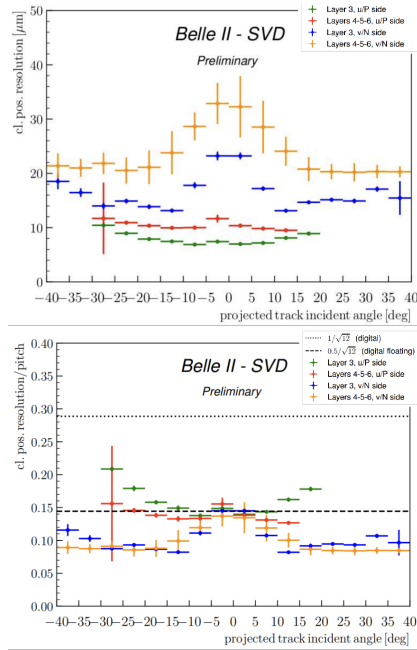 Belle II - SVD
Preliminary
Layer 3, u/P side
Layers 4-5-6, u/P side
Layer 3, v/N side
Layers 4-5-6, v/N side
cl. pos. resolution [μm]
50
40
30
20
10
0
−40−35−30−25−20−15−10−5 0 5 10 15 20 25 30 35 40
projected track incident angle [deg]
1/√12 (digital)
0.5/√12 (digital floating)
Layer 3, u/P side
Layers 4-5-6, u/P side
Layer 3, v/N side
Layers 4-5-6, v/N side
Belle II - SVD
Preliminary
cl. pos. resolution/pitch
0.40
0.35
0.30
0.25
0.20
0.15
0.10
0.05
0.00
−40−35−30−25−20−15−10−5 0 5 10 15 20 25 30 35 40
projected track incident angle [deg]